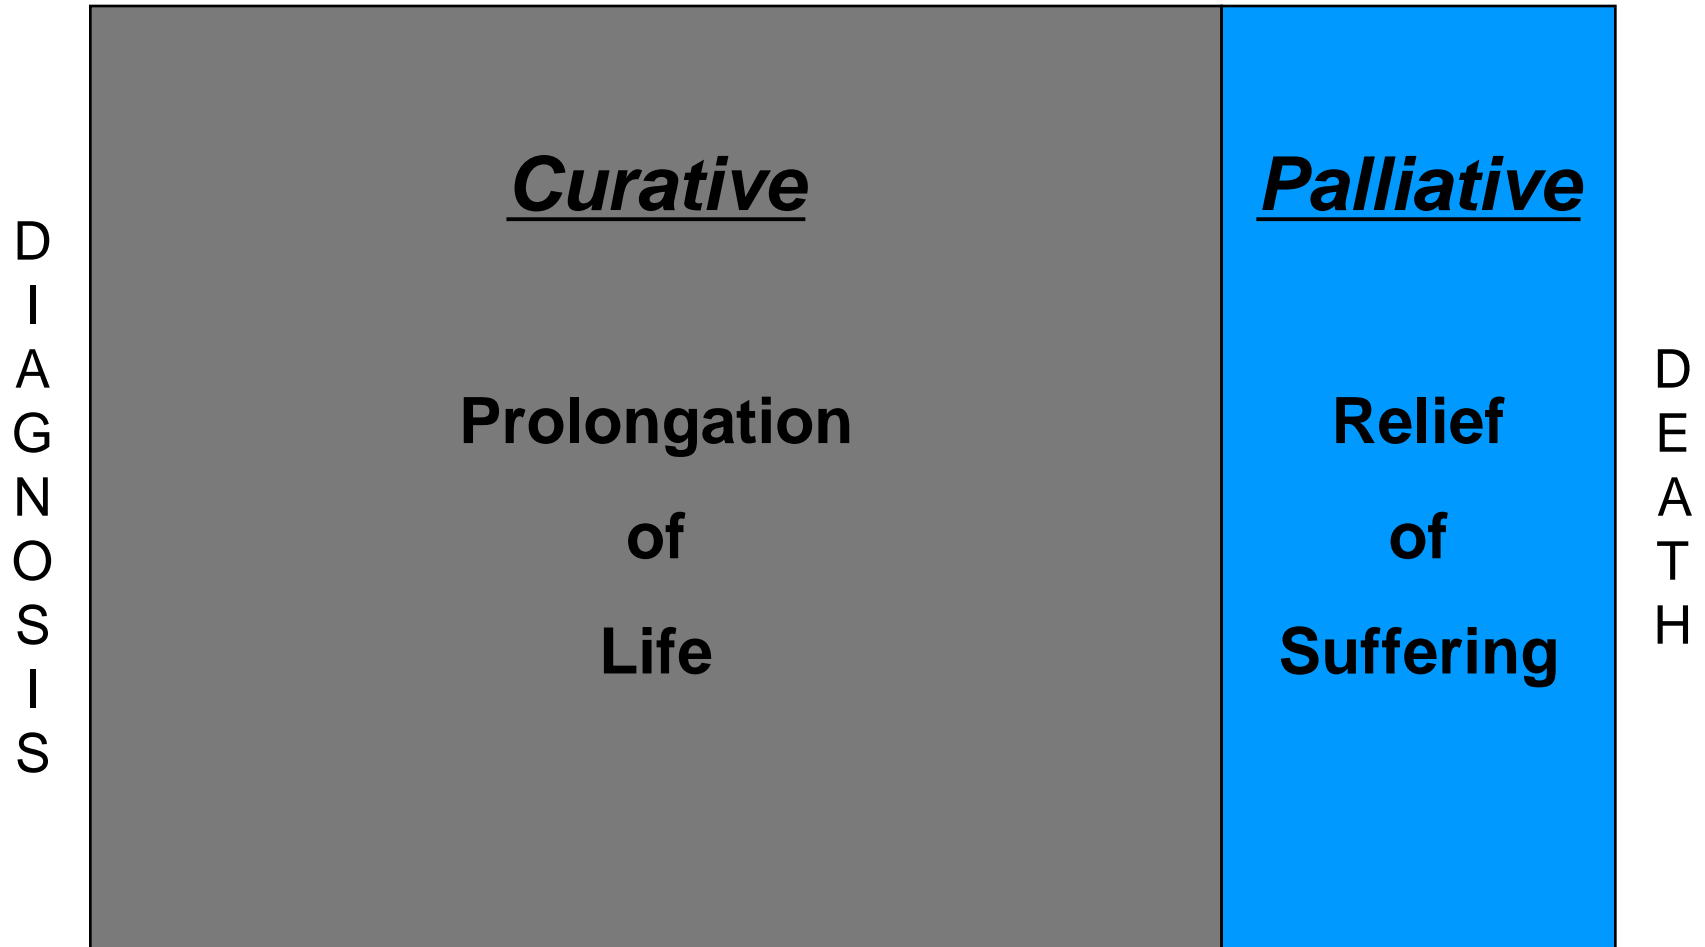 DIAGNOSIS
Curative
Prolongation
of
Life
Palliative
Relief
of
Suffering
DEATH